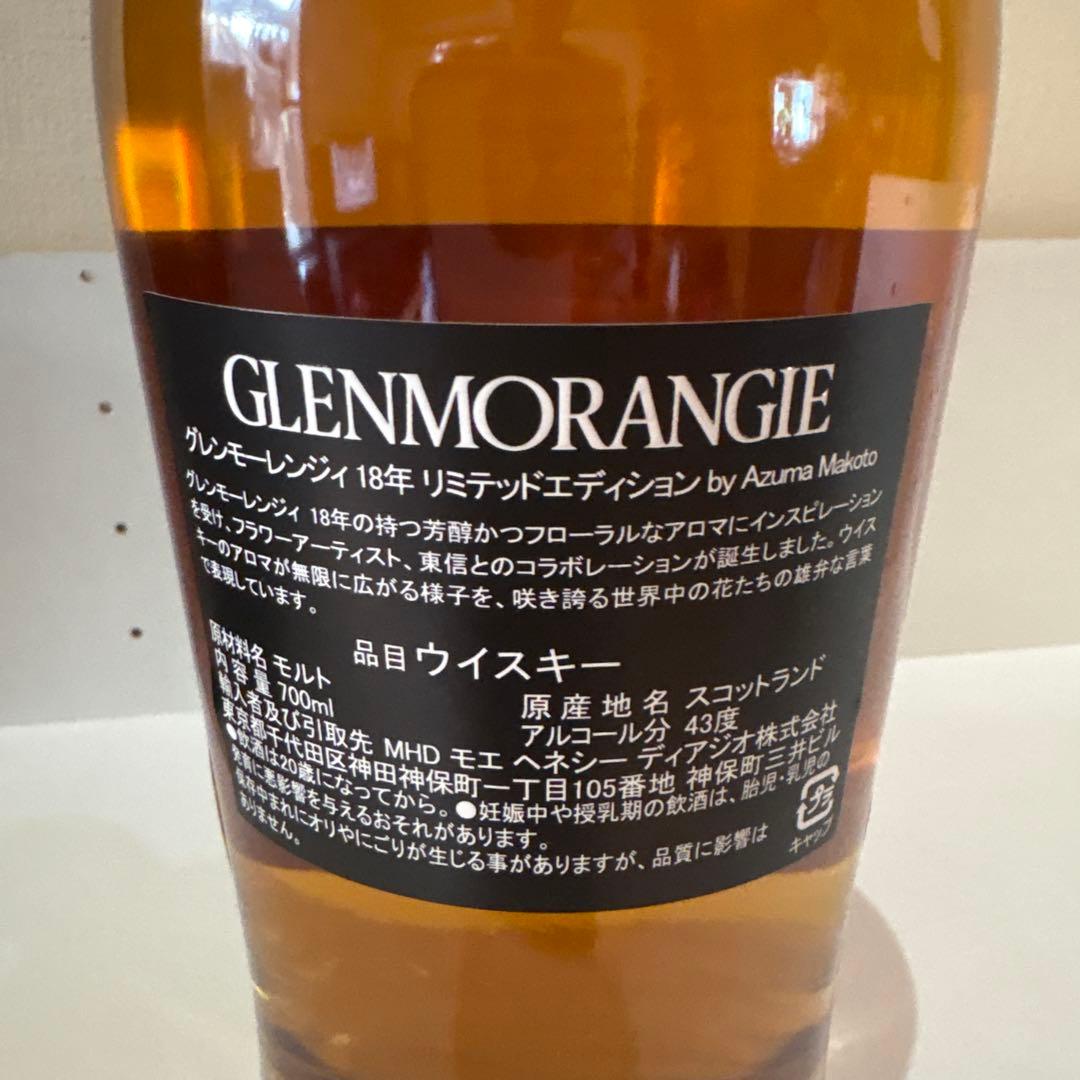 GLENMORANGIE
グレンモーレンジィ 18年 リミテッドエディション by Azuma Makoto
グレンモーレンジィ 18年の持つ芳醇かつフローラルなアロマにインスピレーション
を受け、フラワーアーティスト、東信とのコラボレーションが誕生しました。ウイス
キーのアロマが無限に広がる様子を、咲き誇る世界中の花たちの雄弁な言葉
で表現しています。
品目 ウイスキー
原材料名 モルト
原産地名 スコットランド
内容量 700ml
アルコール分 43度
輸入者及び引取先 MHD モエ ヘネシー ディアジオ株式会社
東京都千代田区神田神保町一丁目105番地 神保町三井ビル
●飲酒は20歳になってから。●妊娠中や授乳期の飲酒は、胎児・乳児の
発育に悪影響を与えるおそれがあります。
保存中まれにオリやにごりが生じる事がありますが、品質に影響は
ありません。
プラ
キャップ